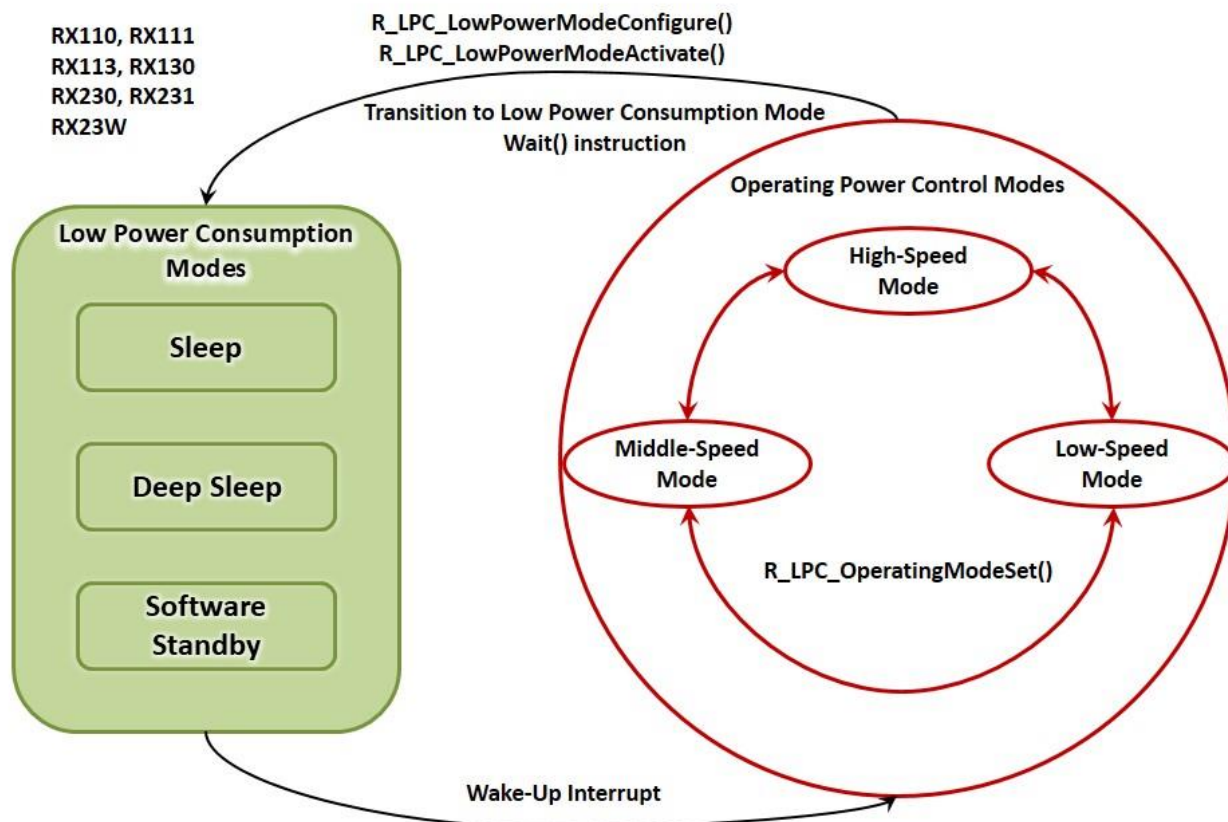 RX110, RX111
RX113, RX130
RX230, RX231
RX23W
R_LPC_LowPowerModeConfigure()
R_LPC_LowPowerModeActivate()
Transition to Low Power Consumption Mode
Wait() instruction
Low Power Consumption
Modes
Sleep
Deep Sleep
Software
Standby
Operating Power Control Modes
High-Speed
Mode
Middle-Speed
Mode
Low-Speed
Mode
R_LPC_OperatingModeSet()
Wake-Up Interrupt